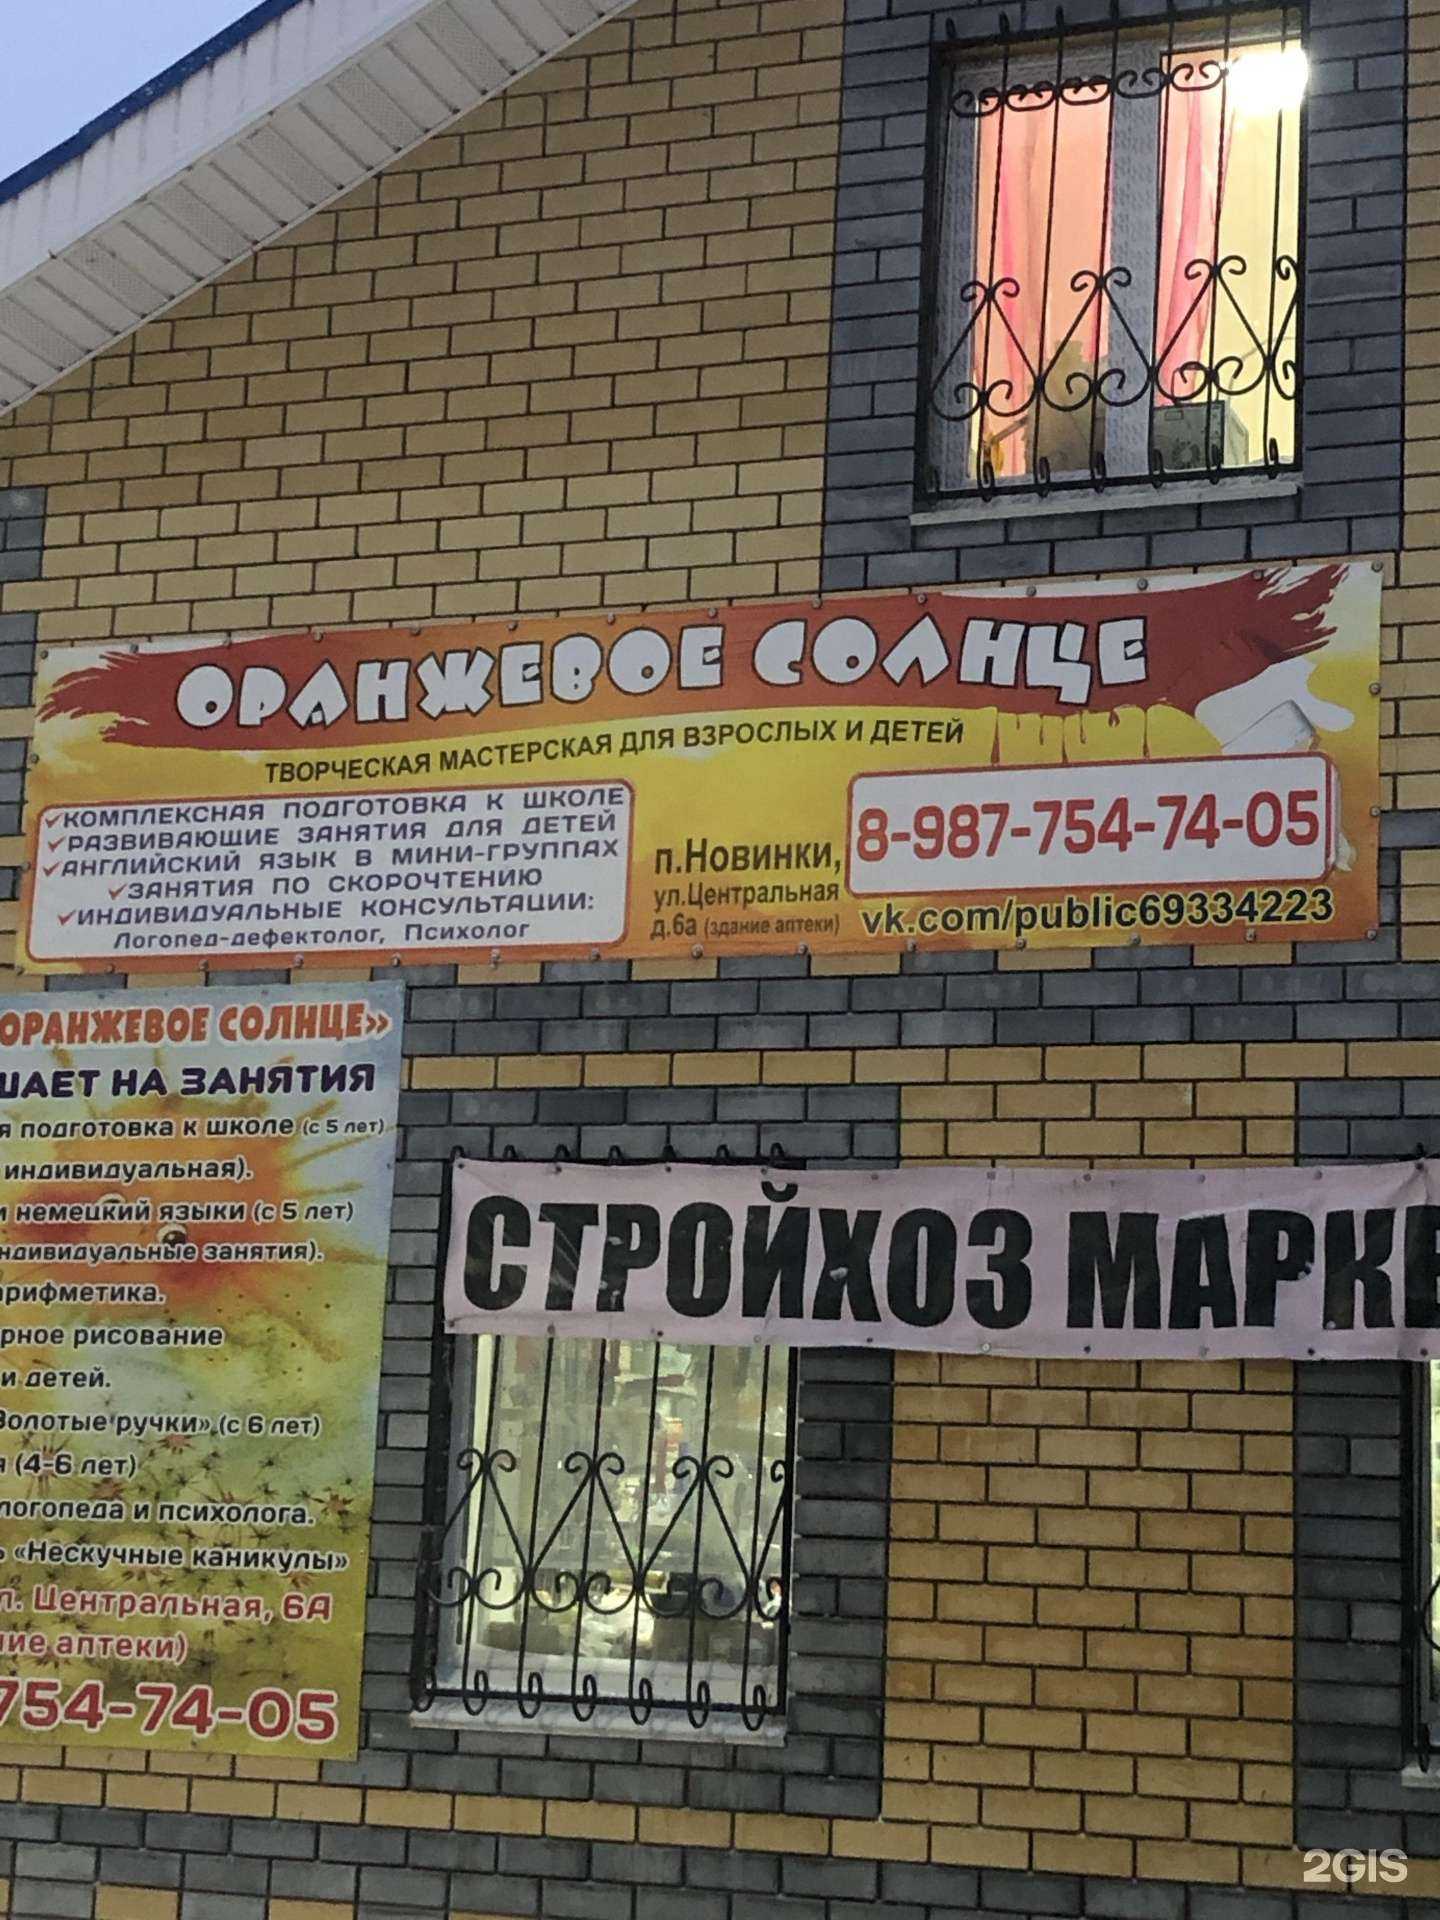 ОРАНЖЕВОЕ СОЛНЦЕ
ТВОРЧЕСКАЯ МАСТЕРСКАЯ ДЛЯ ВЗРОСЛЫХ И ДЕТЕЙ
✓КОМПЛЕКСНАЯ ПОДГОТОВКА К ШКОЛЕ
✓РАЗВИВАЮЩИЕ ЗАНЯТИЯ ДЛЯ ДЕТЕЙ
✓АНГЛИЙСКИЙ ЯЗЫК В МИНИ-ГРУППАХ
✓ЗАНЯТИЯ ПО СКОРОЧТЕНИЮ
✓ИНДИВИДУАЛЬНЫЕ КОНСУЛЬТАЦИИ:
Логопед-дефектолог, Психолог
п.Новинки,
ул.Центральная
д.6а (здание аптеки)
8-987-754-74-05
vk.com/public69334223
ОРАНЖЕВОЕ СОЛНЦЕ»
ШАЕТ НА ЗАНЯТИЯ
я подготовка к школе (с 5 лет)
индивидуальная).
и немецкий языки (с 5 лет)
ндивидуальные занятия).
рифметика.
рное рисование
и детей.
Золотые ручки» (с 6 лет)
я (4-6 лет)
логопеда и психолога.
ь «Нескучные каникулы»
л. Центральная, 6А
ние аптеки)
754-74-05
СТРОЙХОЗ МАРКЕ
2GIS